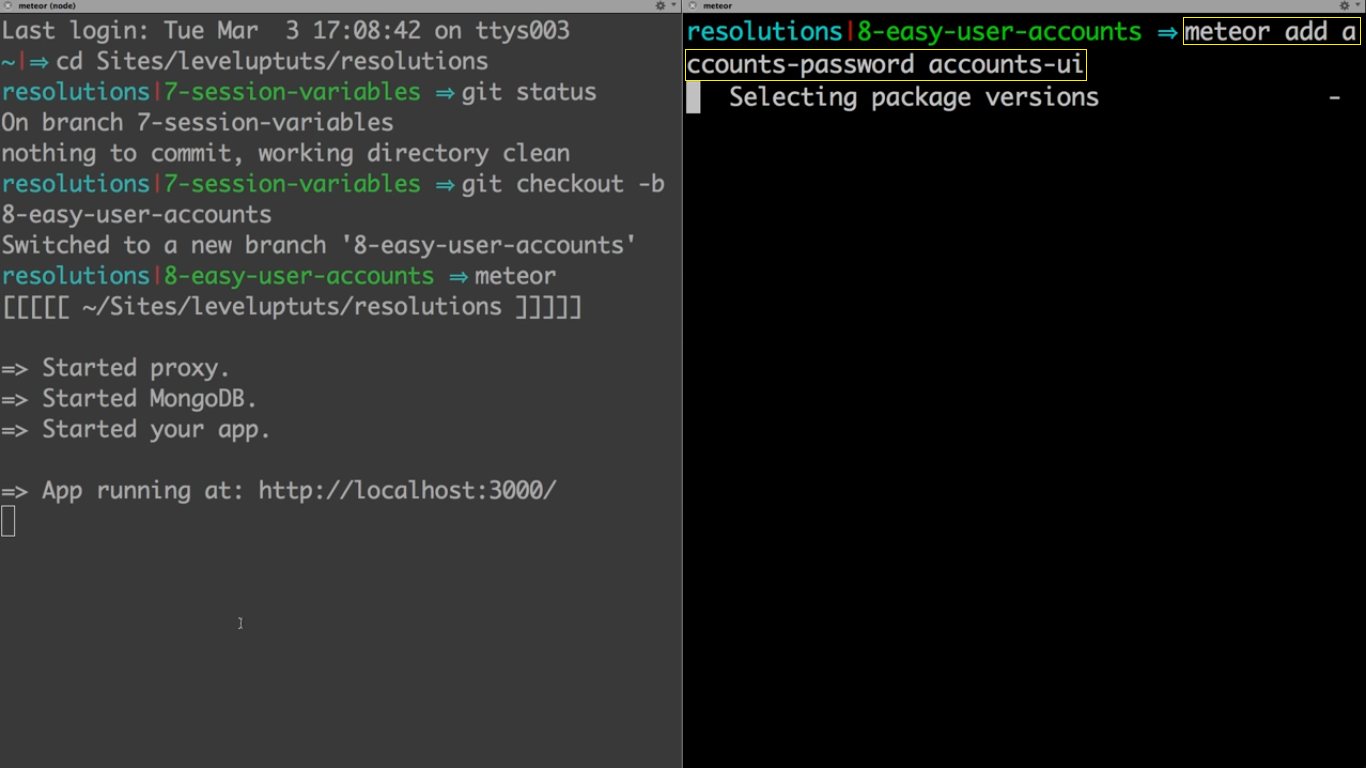 meteor (node)
Last login: Tue Mar  3 17:08:42 on ttys003
~|⇒ cd Sites/leveluptuts/resolutions
resolutions|7-session-variables ⇒ git status
On branch 7-session-variables
nothing to commit, working directory clean
resolutions|7-session-variables ⇒ git checkout -b
8-easy-user-accounts
Switched to a new branch '8-easy-user-accounts'
resolutions|8-easy-user-accounts ⇒ meteor
[[[[[ ~/Sites/leveluptuts/resolutions ]]]]]
=> Started proxy.
=> Started MongoDB.
=> Started your app.
=> App running at: http://localhost:3000/
meteor
resolutions|8-easy-user-accounts ⇒ meteor add a
ccounts-password accounts-ui
Selecting package versions -